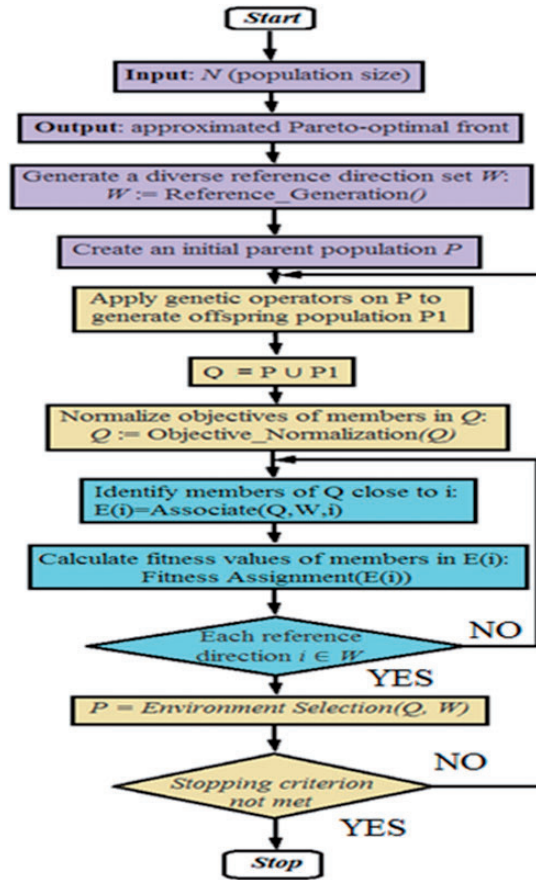 Start
Input: N (population size)
Output: approximated Pareto-optimal front
Generate a diverse reference direction set W:
W := Reference_Generation()
Create an initial parent population P
Apply genetic operators on P to
generate offspring population P1
Q = P ∪ P1
Normalize objectives of members in Q:
Q := Objective_Normalization(Q)
Identify members of Q close to i:
E(i)=Associate(Q,W,i)
Calculate fitness values of members in E(i):
Fitness Assignment(E(i))
Each reference
direction i ∈ W
NO
YES
P = Environment Selection(Q, W)
Stopping criterion
not met
NO
YES
Stop